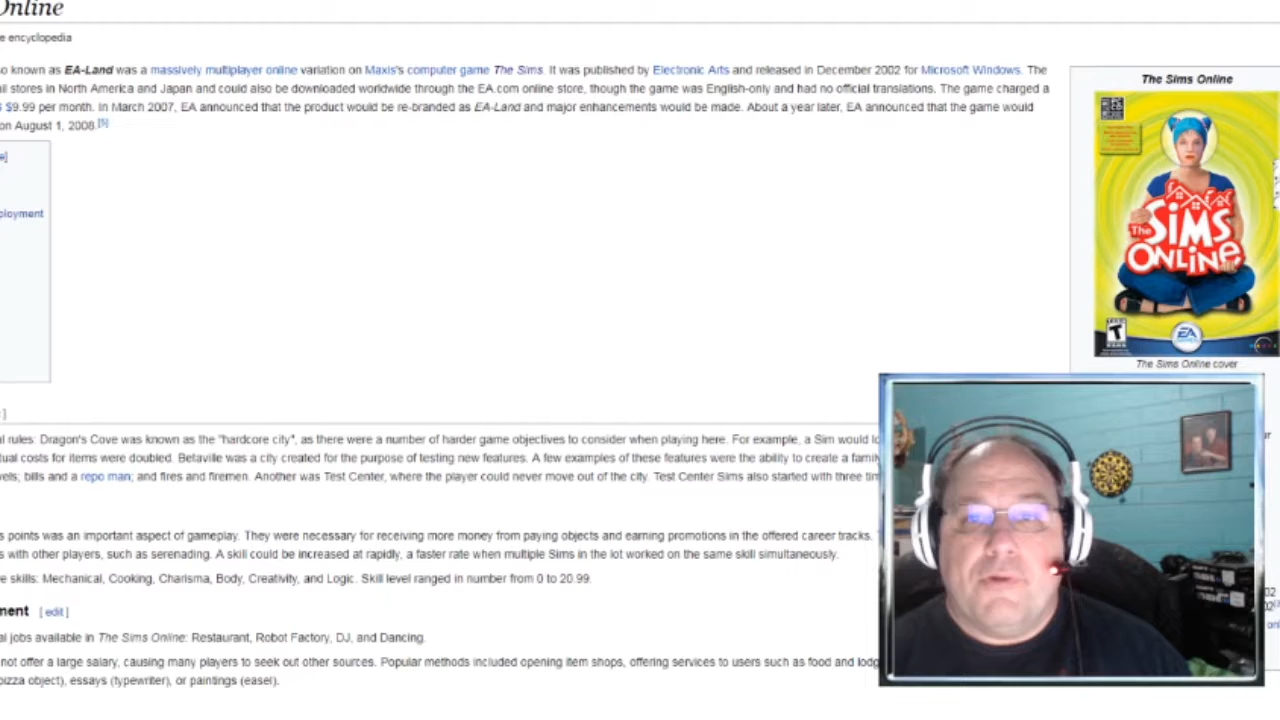 Online
e encyclopedia
o known as EA-Land was a massively multiplayer online variation on Maxis's computer game The Sims. It was published by Electronic Arts and released in December 2002 for Microsoft Windows. The
il stores in North America and Japan and could also be downloaded worldwide through the EA.com online store, though the game was English-only and had no official translations. The game charged a
$9.99 per month. In March 2007, EA announced that the product would be re-branded as EA-Land and major enhancements would be made. About a year later, EA announced that the game would
on August 1, 2008.[5]
e]
ployment
The Sims Online
The SIMS ONLINE
T
EA
The Sims Online cover
]
l rules: Dragon's Cove was known as the "hardcore city", as there were a number of harder game objectives to consider when playing here. For example, a Sim would lo
tual costs for items were doubled. Betaville was a city created for the purpose of testing new features. A few examples of these features were the ability to create a family
vels; bills and a repo man; and fires and firemen. Another was Test Center, where the player could never move out of the city. Test Center Sims also started with three tim
s points was an important aspect of gameplay. They were necessary for receiving more money from paying objects and earning promotions in the offered career tracks.
s with other players, such as serenading. A skill could be increased at rapidly, a faster rate when multiple Sims in the lot worked on the same skill simultaneously.
e skills: Mechanical, Cooking, Charisma, Body, Creativity, and Logic. Skill level ranged in number from 0 to 20.99.
ment [ edit ]
al jobs available in The Sims Online: Restaurant, Robot Factory, DJ, and Dancing.
not offer a large salary, causing many players to seek out other sources. Popular methods included opening item shops, offering services to users such as food and lodg
pizza object), essays (typewriter), or paintings (easel).